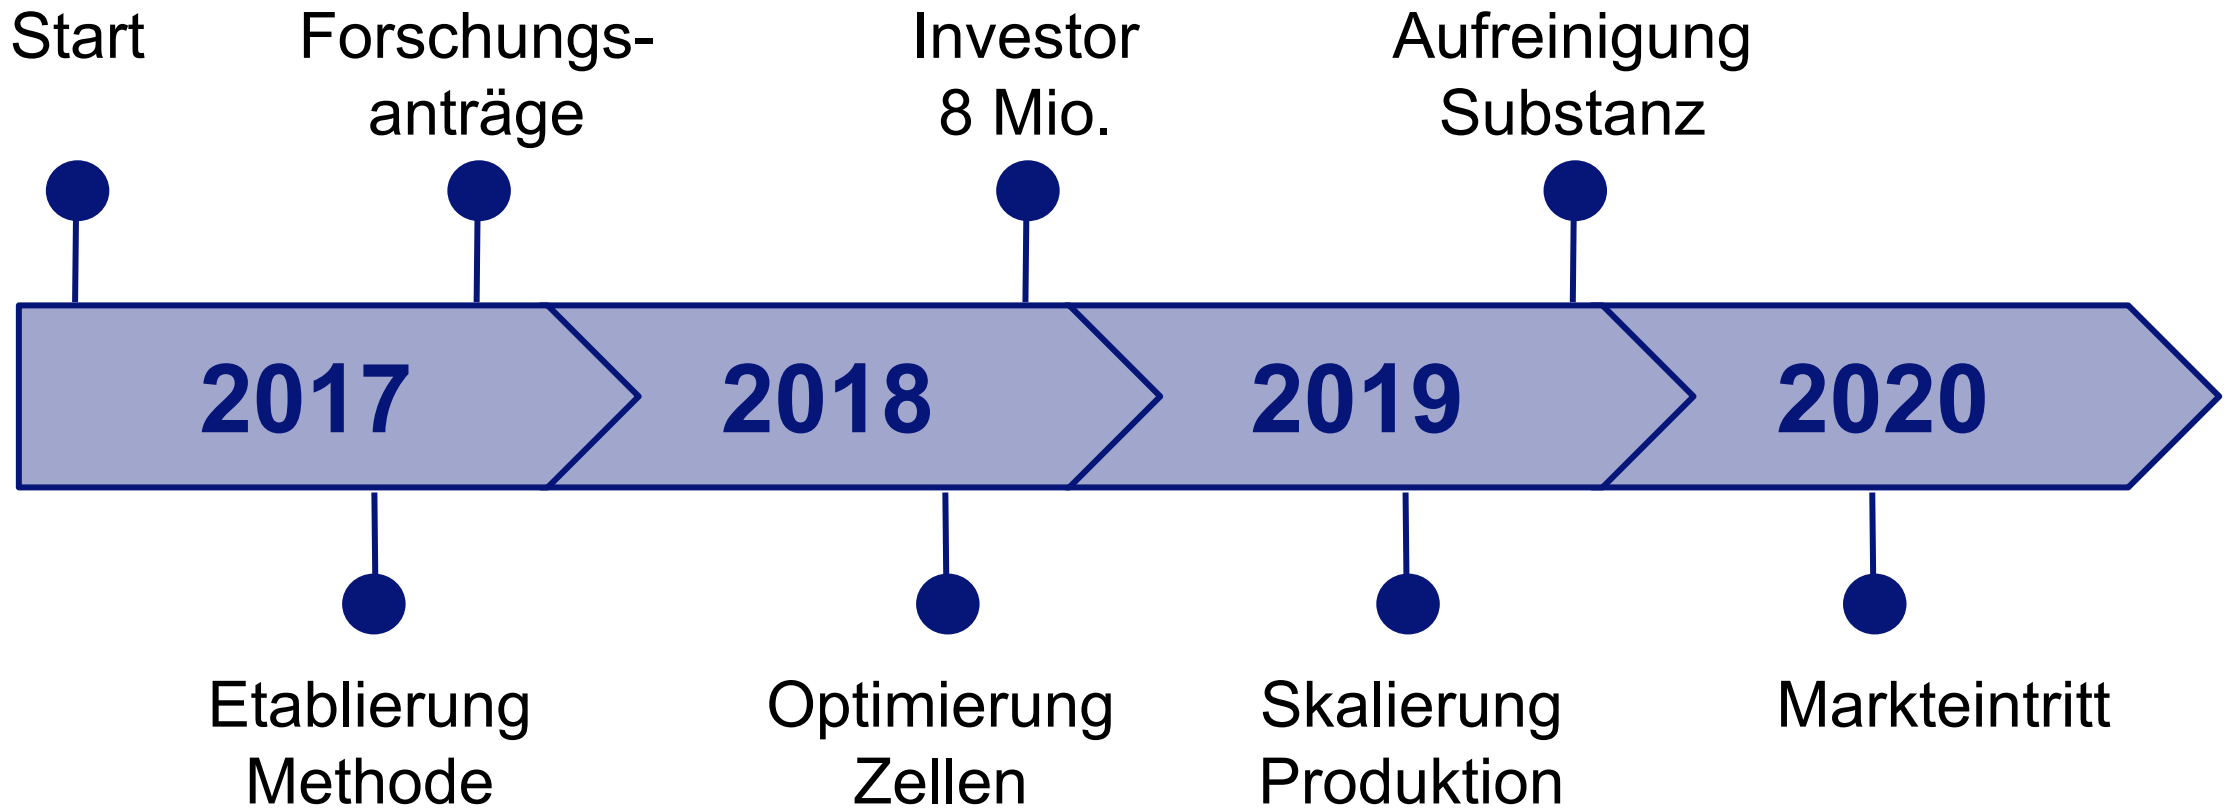 Start
Forschungs-
anträge
Investor
8 Mio.
Aufreinigung
Substanz
2017
2018
2019
2020
Etablierung
Methode
Optimierung
Zellen
Skalierung
Produktion
Markteintritt